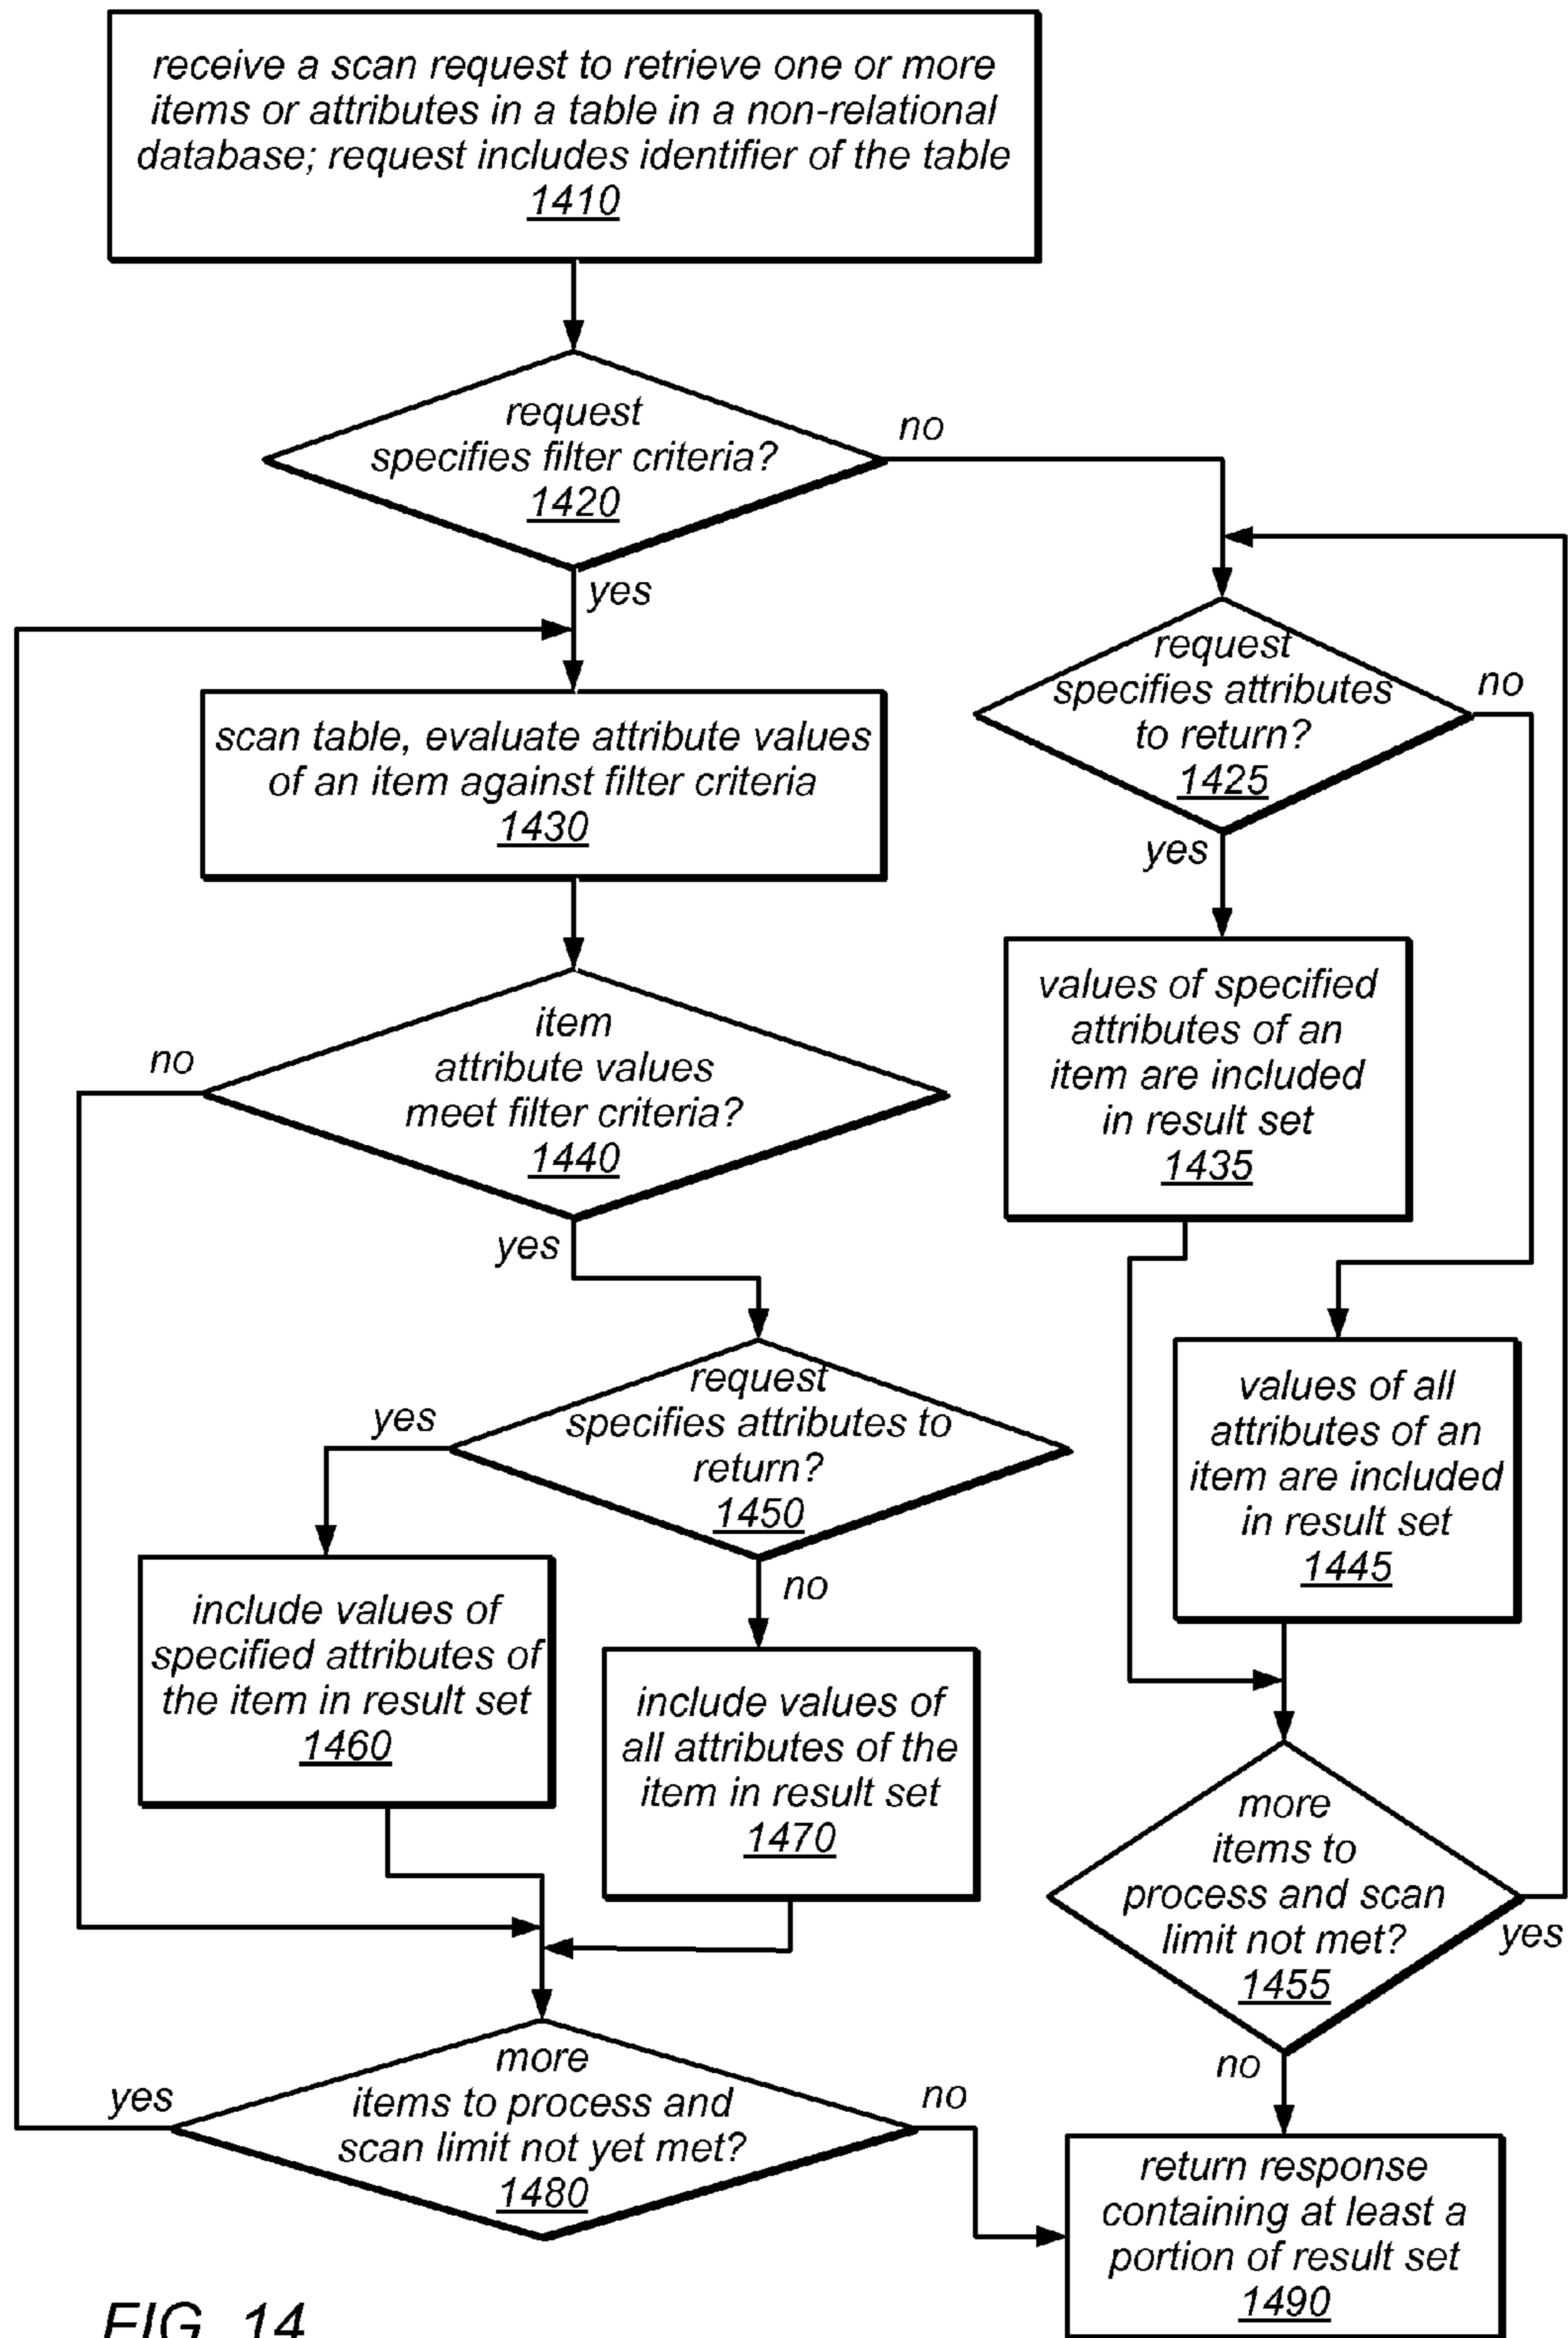 receive a scan request to retrieve one or more
items or attributes in a table in a non-relational
database; request includes identifier of the table
1410
request
specifies filter criteria?
1420
no
yes
scan table, evaluate attribute values
of an item against filter criteria
1430
request
specifies attributes
to return?
1425
no
yes
item
attribute values
meet filter criteria?
1440
no
yes
values of specified
attributes of an
item are included
in result set
1435
request
specifies attributes to
return?
1450
yes
no
values of all
attributes of an
item are included
in result set
1445
include values of
specified attributes of
the item in result set
1460
include values of
all attributes of the
item in result set
1470
more
items to
process and scan
limit not met?
1455
yes
no
more
items to process and
scan limit not yet met?
1480
yes
no
return response
containing at least a
portion of result set
1490
FIG. 14